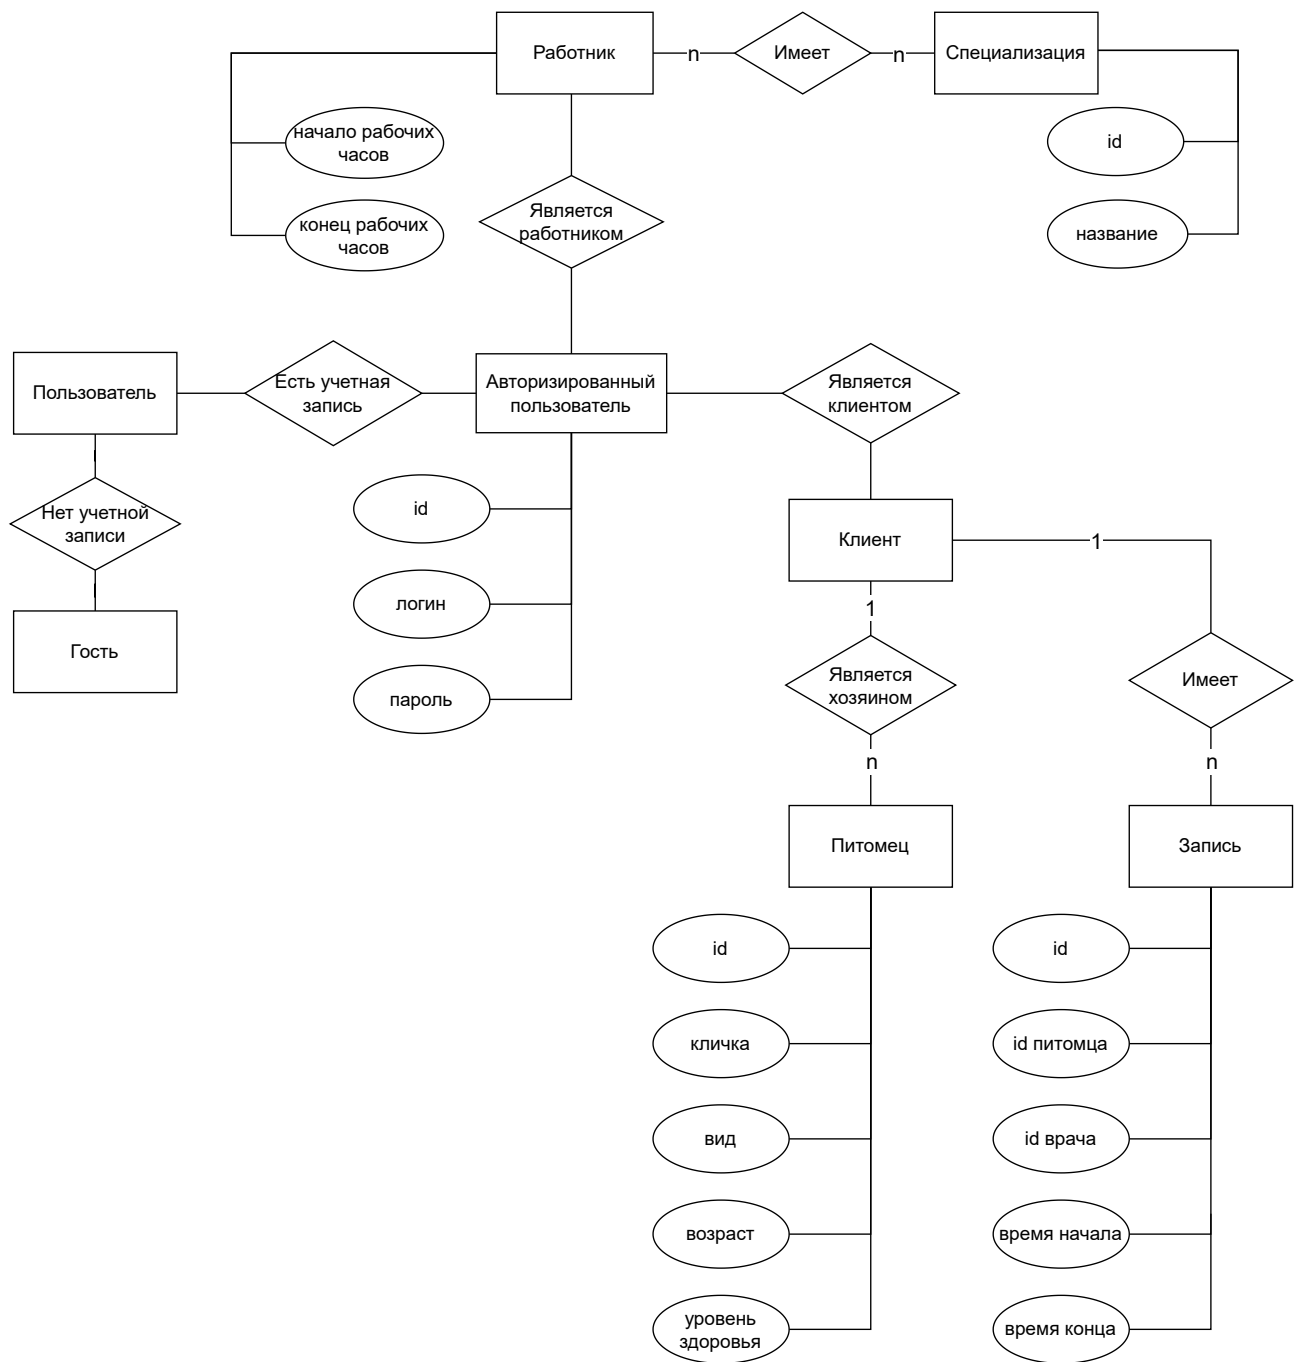 Работник
n
Имеет
n
Специализация
начало рабочих
часов
id
конец рабочих
часов
Является
работником
название
Пользователь
Есть учетная
запись
Авторизированный
пользователь
Является
клиентом
id
Нет учетной
записи
Клиент
1
логин
1
Гость
Является
хозяином
Имеет
пароль
n
n
Питомец
Запись
id
id
кличка
id питомца
вид
id врача
возраст
время начала
уровень
здоровья
время конца